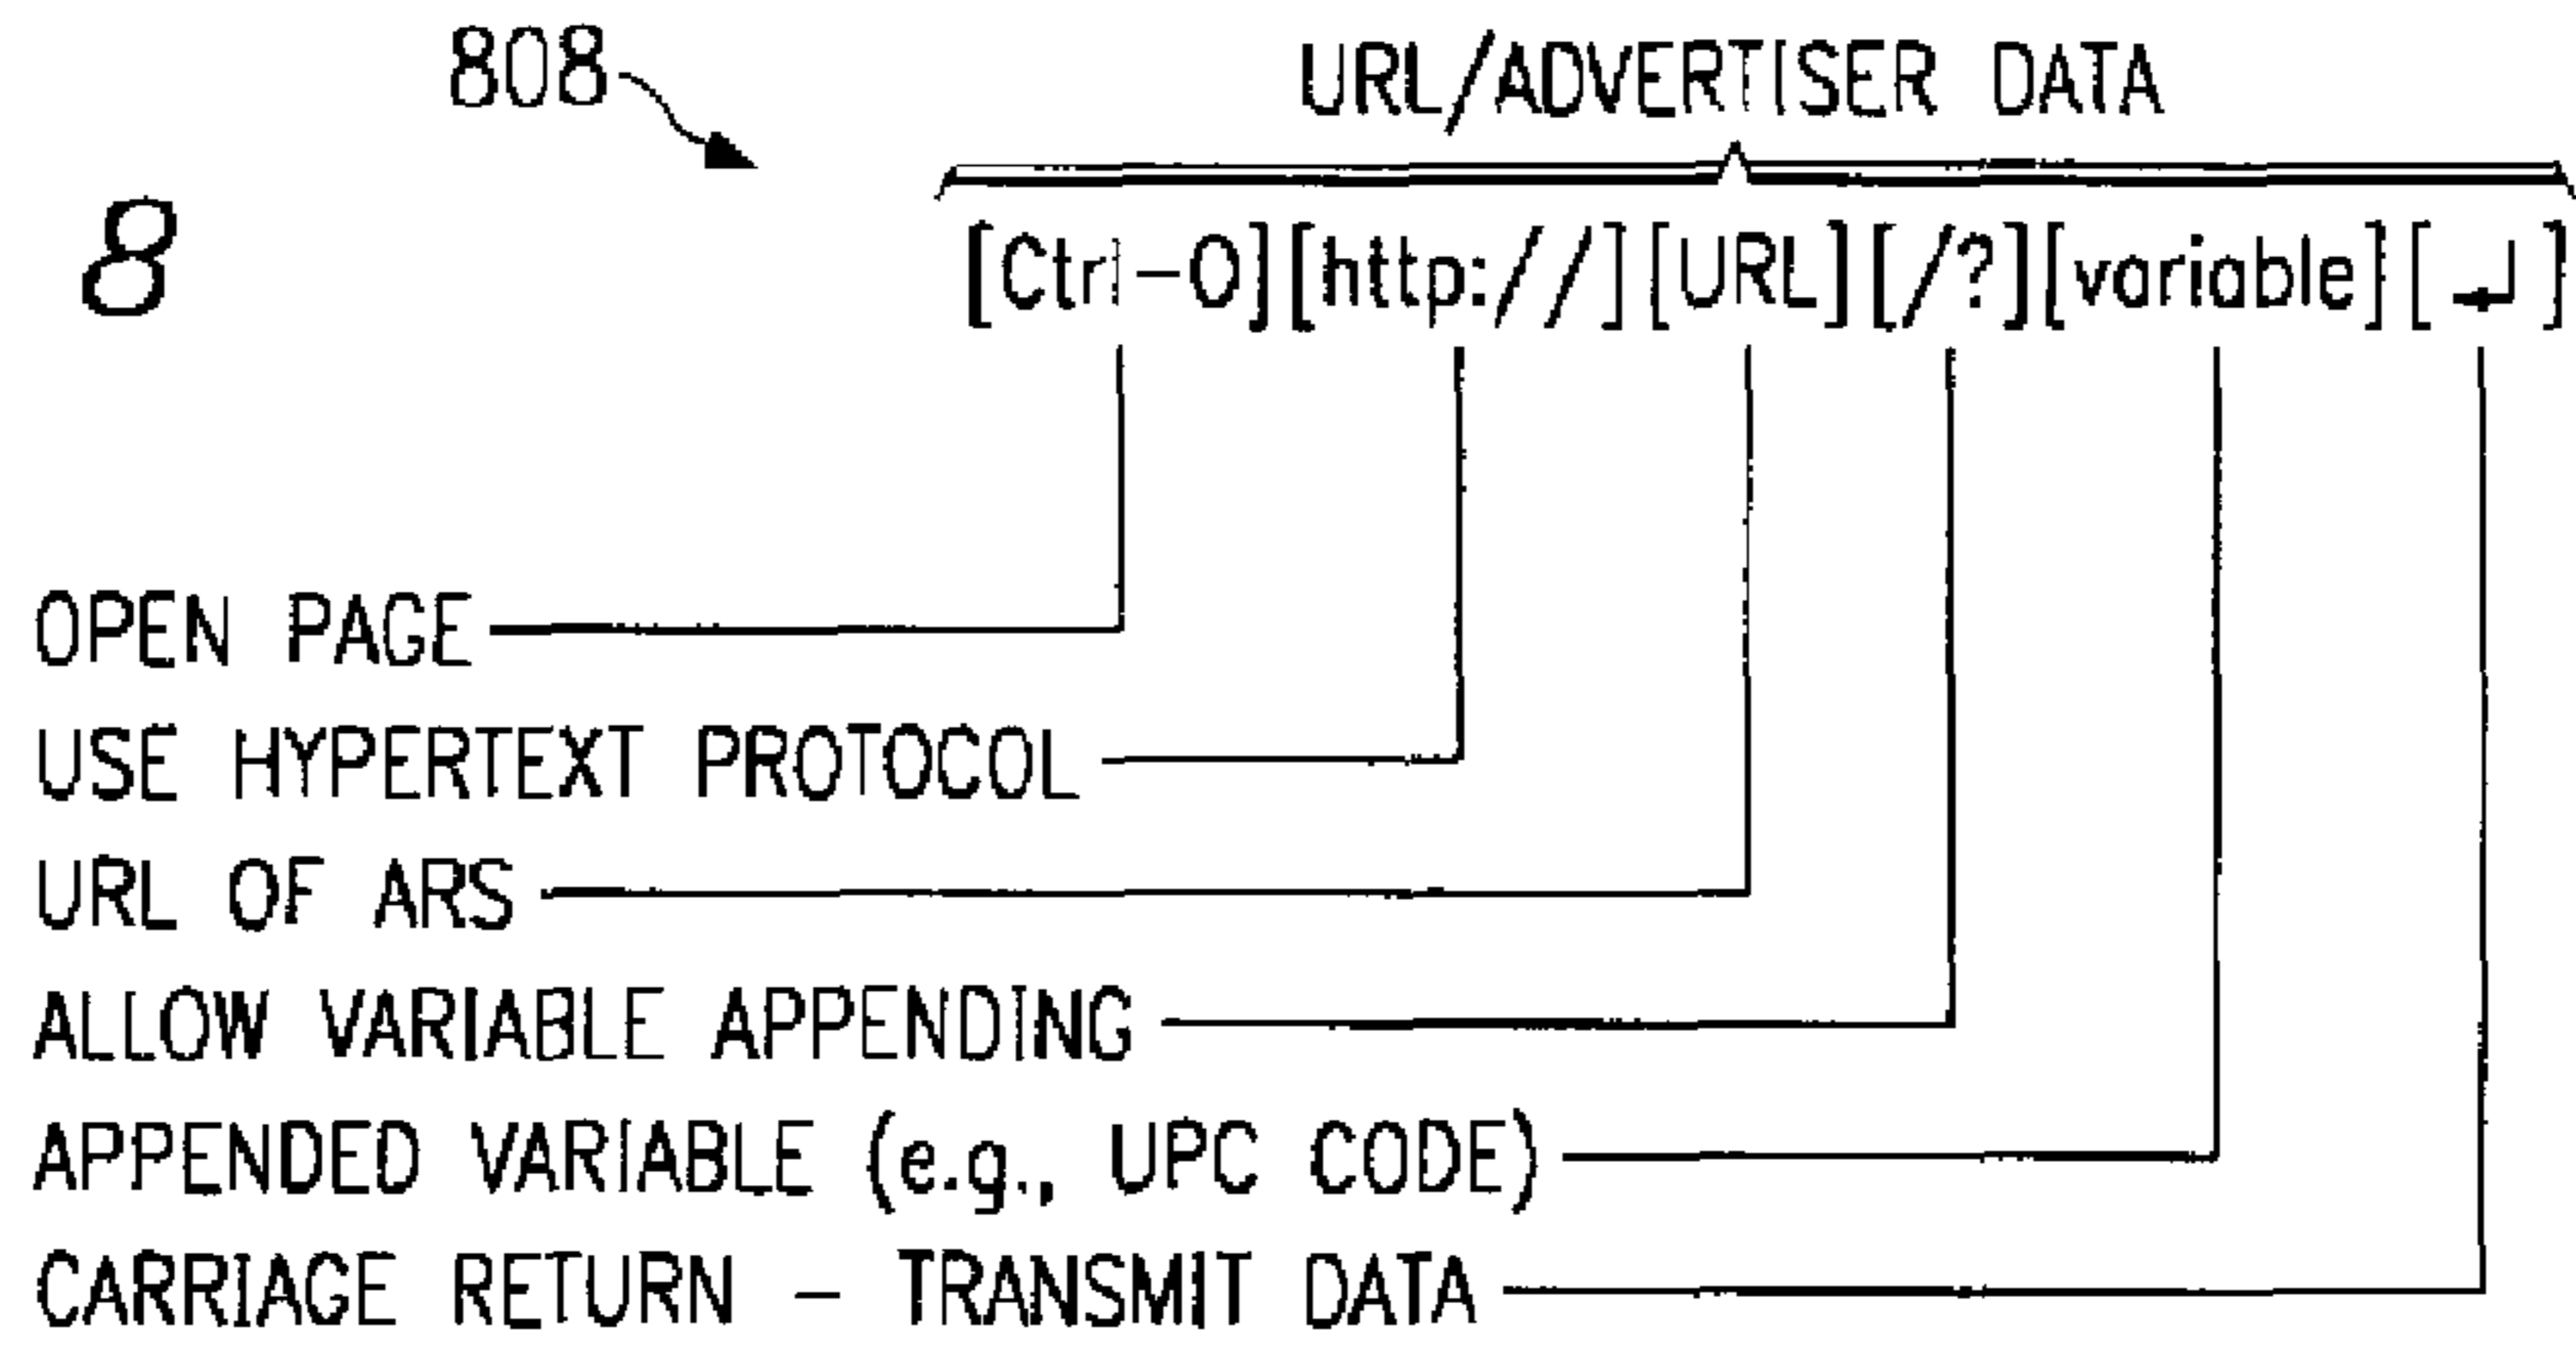 808
URL/ADVERTISER DATA
8
[Ctrl-O][http://][URL][/?][variable][↵]
OPEN PAGE
USE HYPERTEXT PROTOCOL
URL OF ARS
ALLOW VARIABLE APPENDING
APPENDED VARIABLE (e.g., UPC CODE)
CARRIAGE RETURN – TRANSMIT DATA